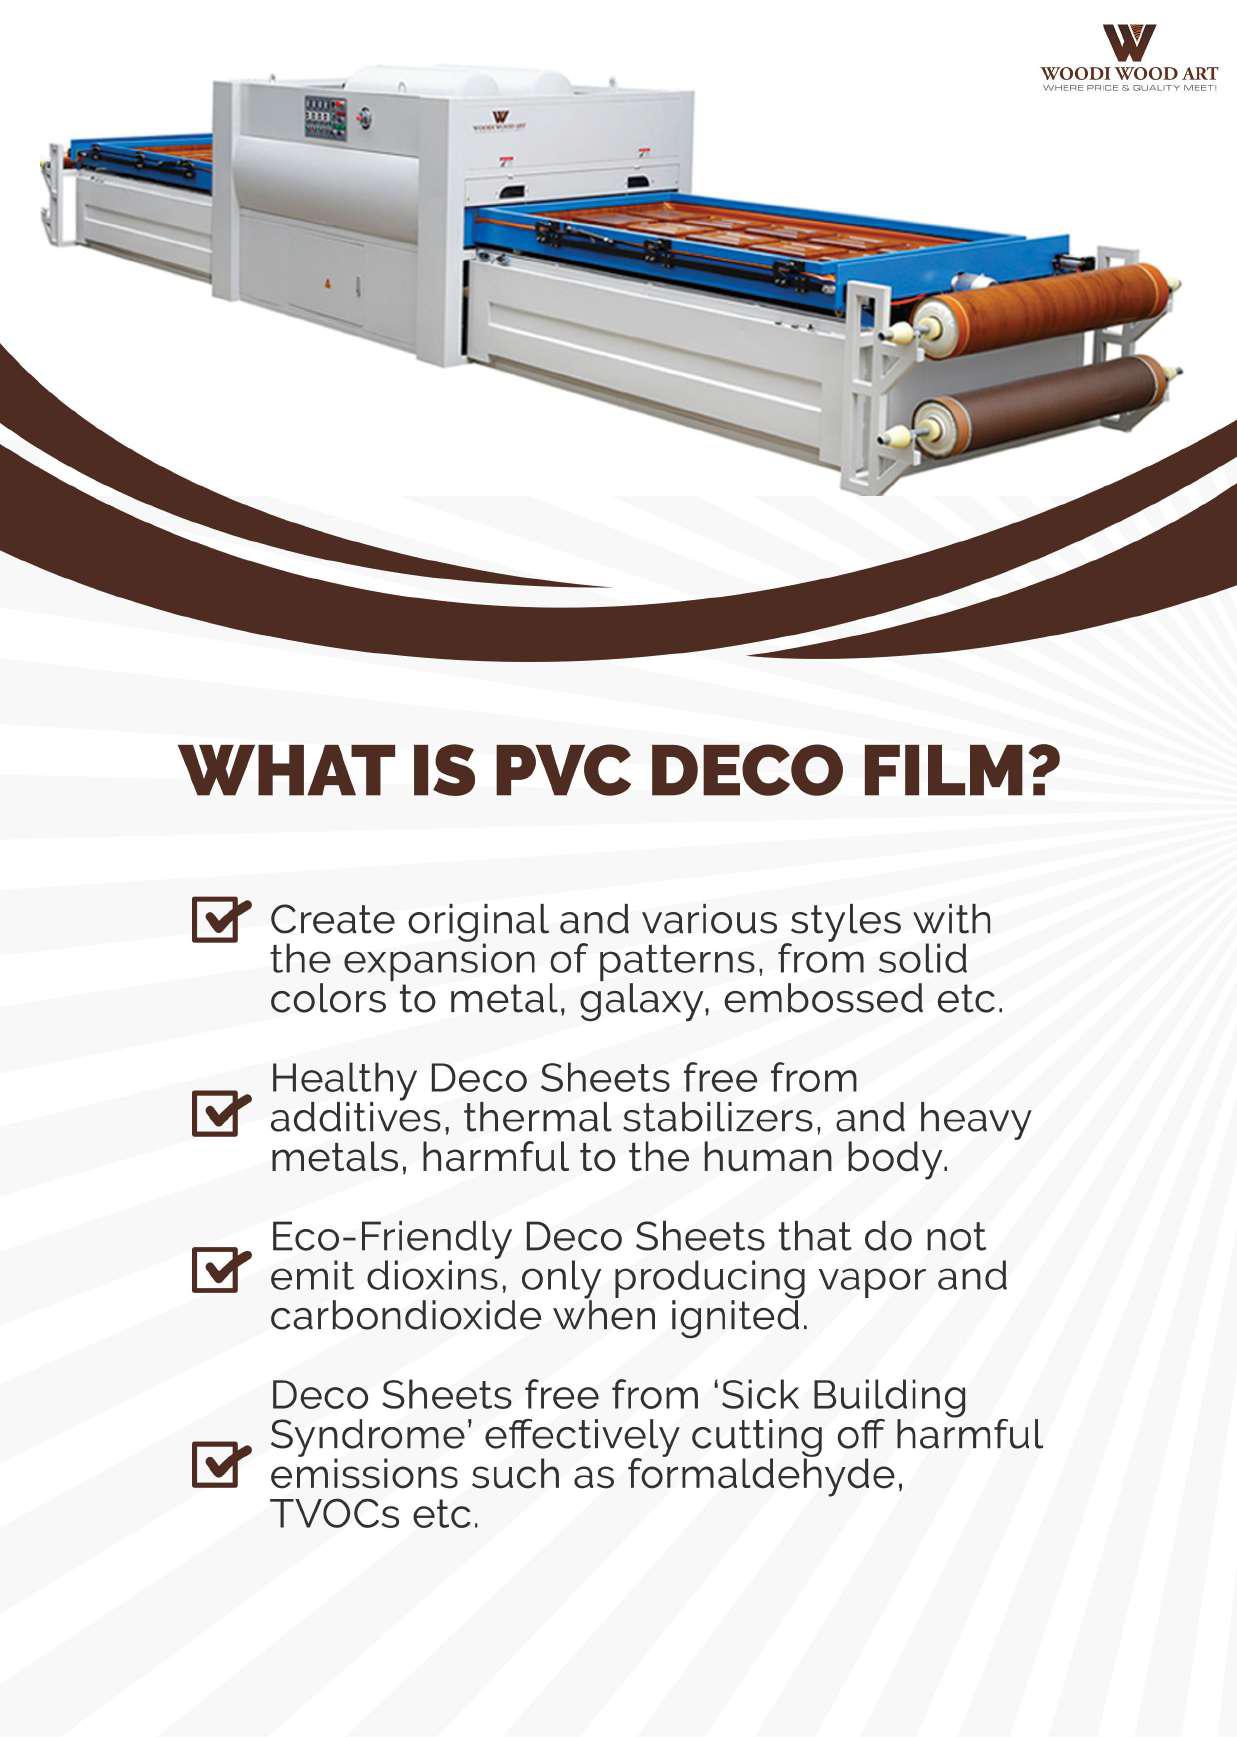 WOODI WOOD ART
WHERE PRICE & QUALITY MEET!
WOODI WOOD ART
WHAT IS PVC DECO FILM?
Create original and various styles with
the expansion of patterns, from solid
colors to metal, galaxy, embossed etc.
Healthy Deco Sheets free from
additives, thermal stabilizers, and heavy
metals, harmful to the human body.
Eco-Friendly Deco Sheets that do not
emit dioxins, only producing vapor and
carbondioxide when ignited.
Deco Sheets free from ‘Sick Building
Syndrome’ effectively cutting off harmful
emissions such as formaldehyde,
TVOCs etc.